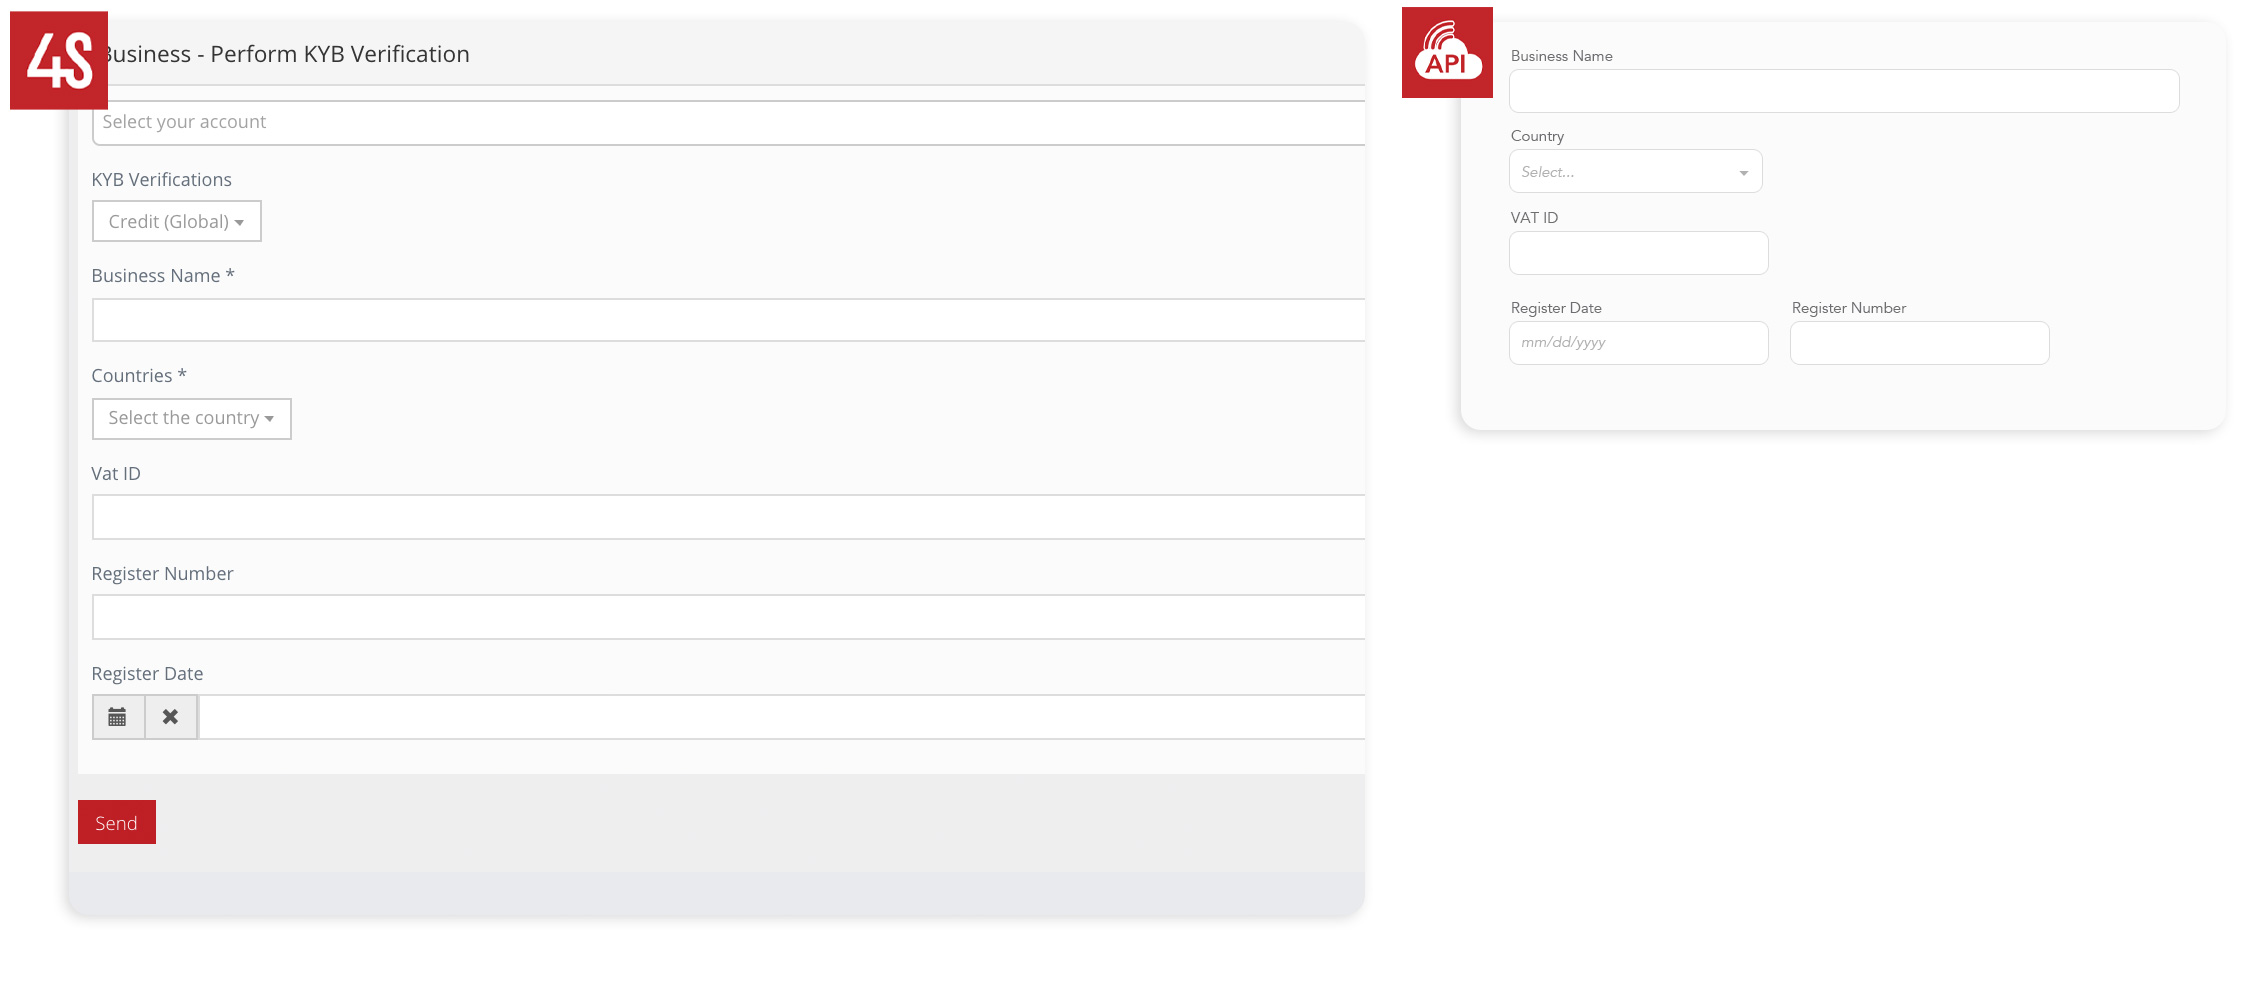 4S
Business - Perform KYB Verification
Select your account
KYB Verifications
Credit (Global)
Business Name *
Countries *
Select the country
Vat ID
Register Number
Register Date
Send
API
Business Name
Country
Select...
VAT ID
Register Date
Register Number
mm/dd/yyyy